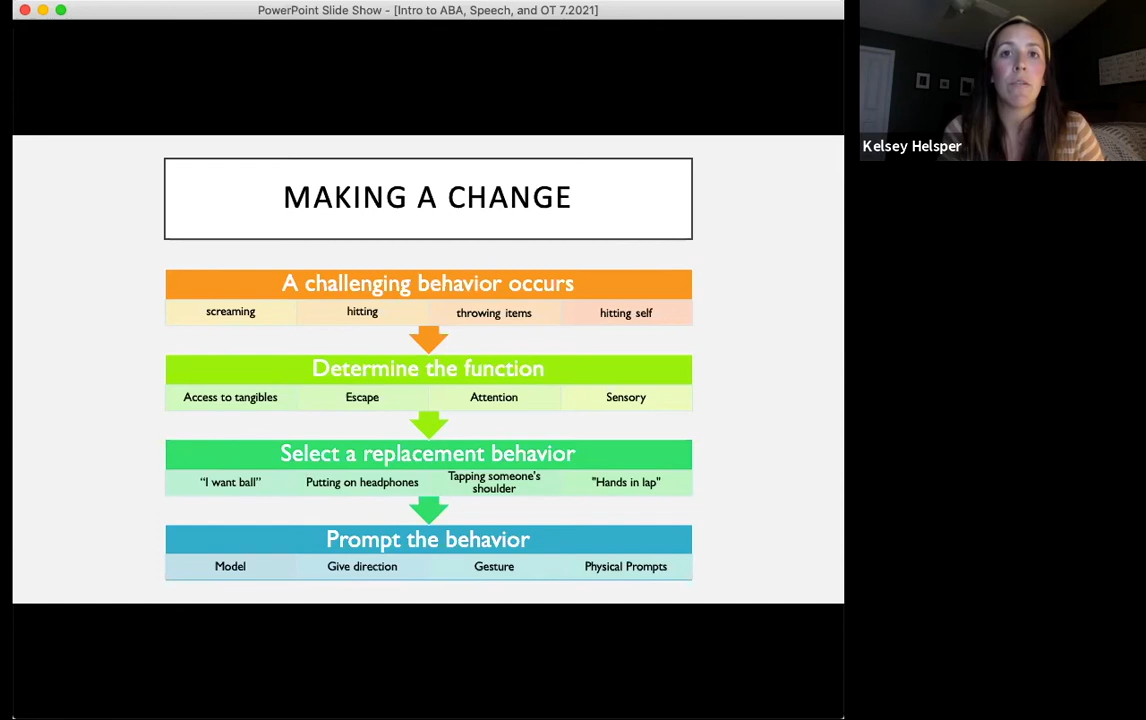 PowerPoint Slide Show - [Intro to ABA, Speech, and OT 7.2021]
Kelsey Helsper
MAKING A CHANGE
A challenging behavior occurs
screaming
hitting
throwing items
hitting self
Determine the function
Access to tangibles
Escape
Attention
Sensory
Select a replacement behavior
“I want ball”
Putting on headphones
Tapping someone's
shoulder
"Hands in lap"
Prompt the behavior
Model
Give direction
Gesture
Physical Prompts